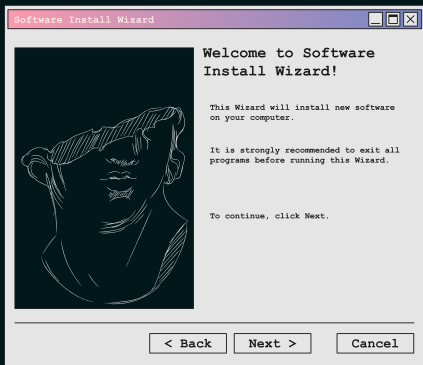 Software Install Wizard
Welcome to Software
Install Wizard!
This Wizard will install new software
on your computer.
It is strongly recommended to exit all
programs before running this Wizard.
To continue, click Next.
< Back
Next >
Cancel